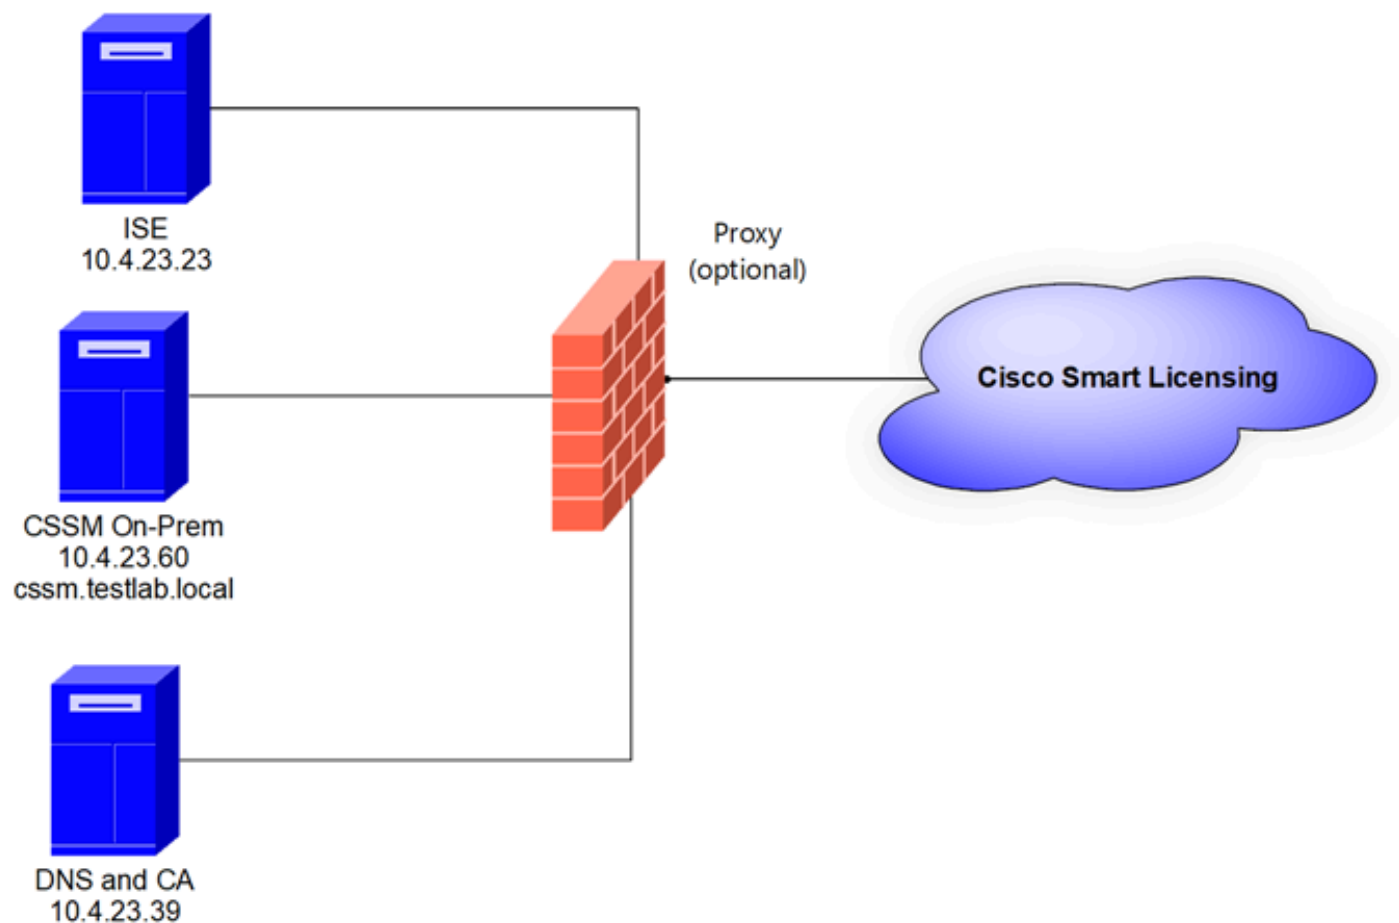 ISE
10.4.23.23
Proxy
(optional)
Cisco Smart Licensing
CSSM On-Prem
10.4.23.60
cssm.testlab.local
DNS and CA
10.4.23.39